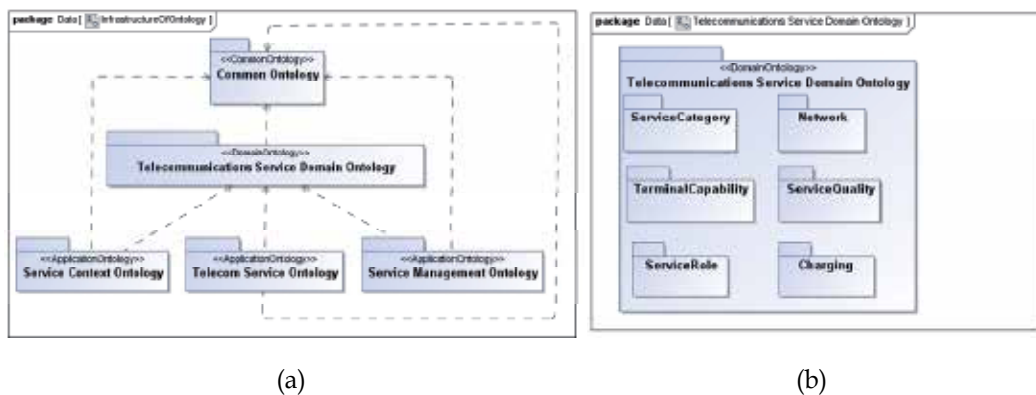 package Data [ InfrastructureOfOntology ]
<<CommonOntology>>
Common Ontology
<<DomainOntology>>
Telecommunications Service Domain Ontology
<<ApplicationOntology>>
Service Context Ontology
<<ApplicationOntology>>
Telecom Service Ontology
<<ApplicationOntology>>
Service Management Ontology
(a)
package Data [ Telecommunications Service Domain Ontology ]
<<DomainOntology>>
Telecommunications Service Domain Ontology
ServiceCategory
Network
TerminalCapability
ServiceQuality
ServiceRole
Charging
(b)